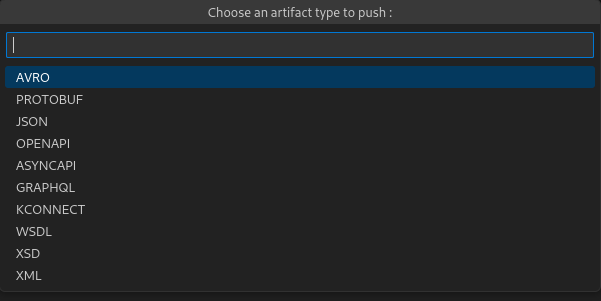 Choose an artifact type to push :
AVRO
PROTOBUF
JSON
OPENAPI
ASYNCAPI
GRAPHQL
KCONNECT
WSDL
XSD
XML